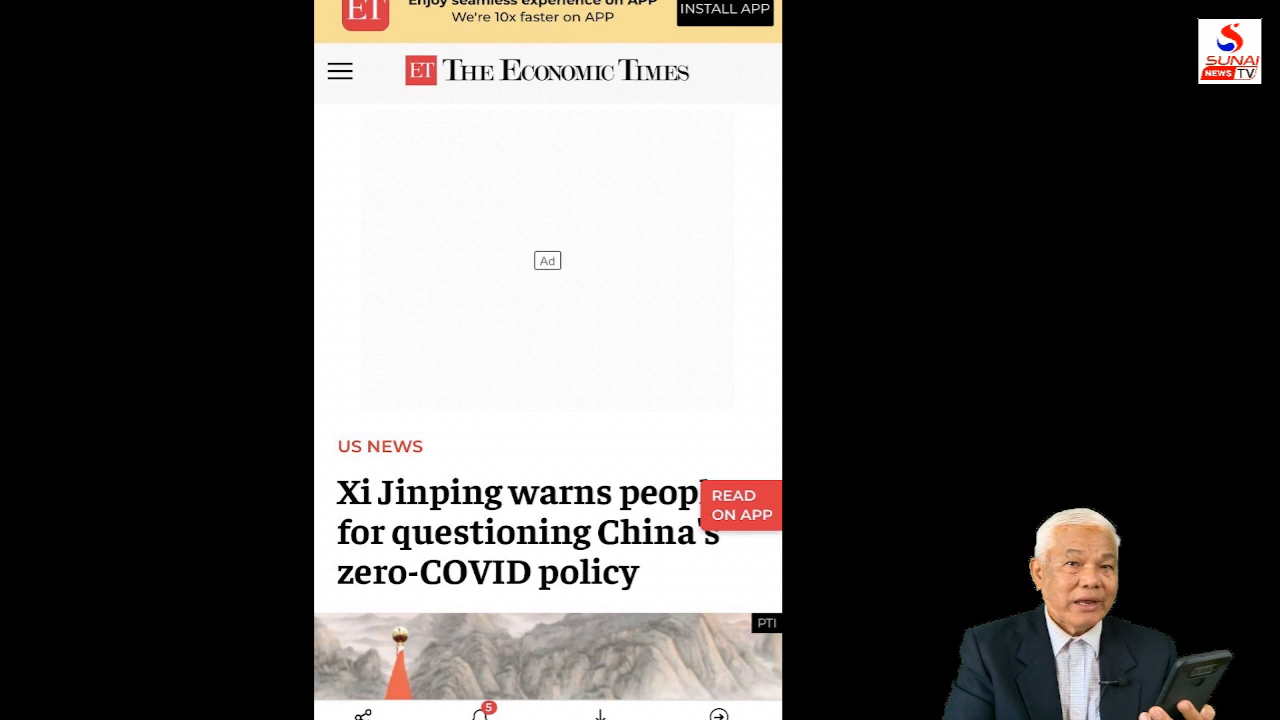 ET
Enjoy seamless experience on APP
We're 10x faster on APP
INSTALL APP
ET THE ECONOMIC TIMES
SUNAI
NEWS TV
Ad
US NEWS
Xi Jinping warns
for questioning China's
zero-COVID policy
READ
ON APP
PTI
5